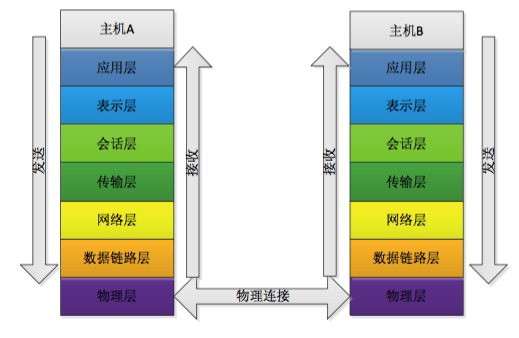 主机A
主机B
应用层
应用层
表示层
表示层
会话层
会话层
发送
接收
接收
发送
传输层
传输层
网络层
网络层
数据链路层
数据链路层
物理层
物理连接
物理层